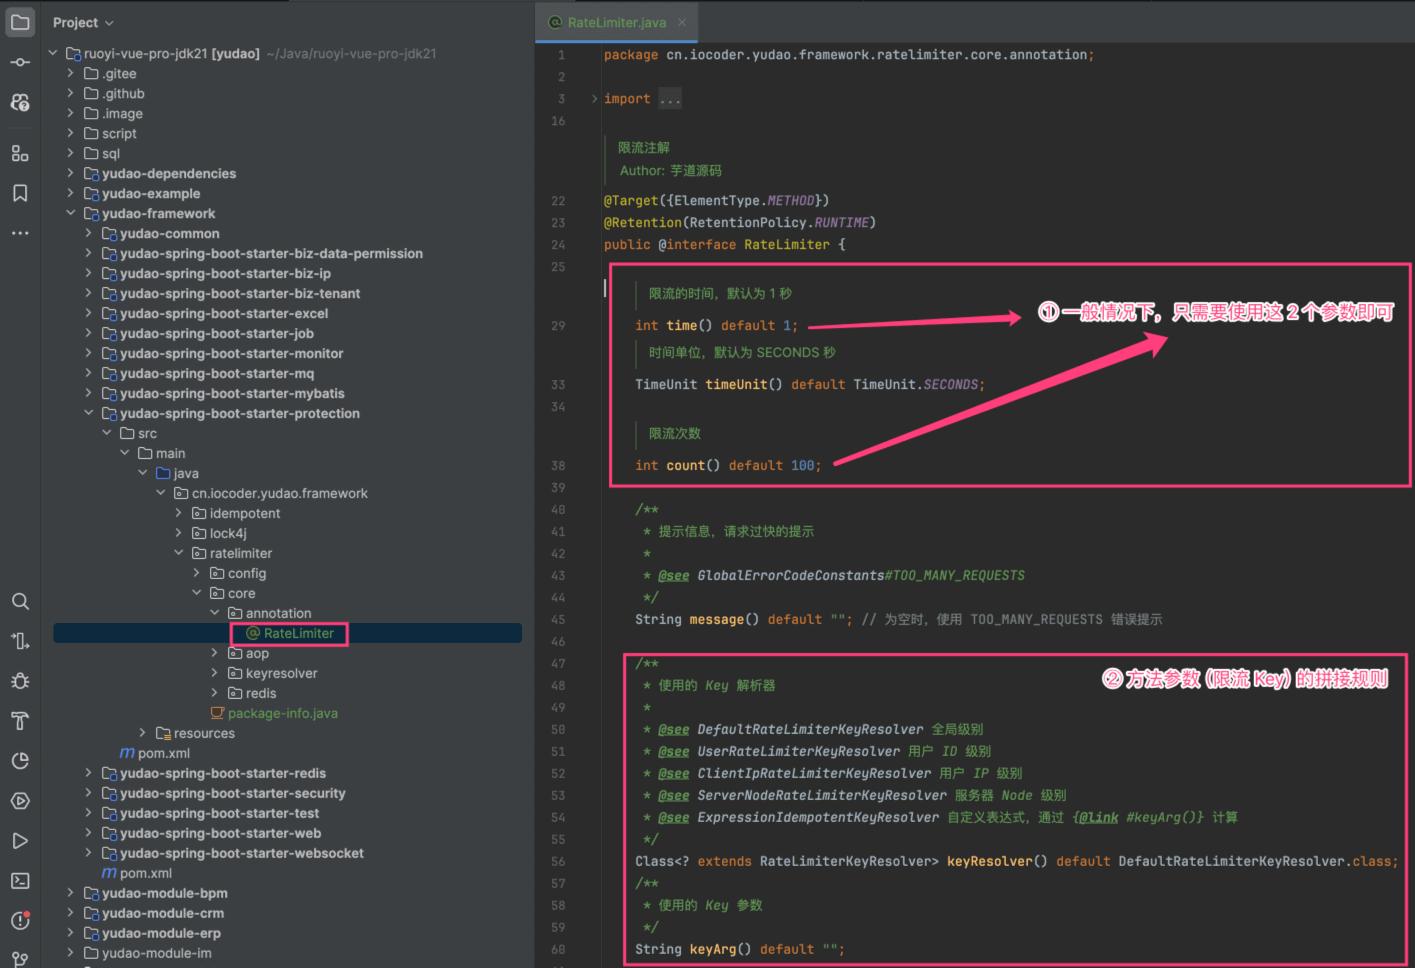 Project
ruoyi-vue-pro-jdk21 [yudao] ~/Java/ruoyi-vue-pro-jdk21
.gitee
.github
.image
script
sql
yudao-dependencies
yudao-example
yudao-framework
yudao-common
yudao-spring-boot-starter-biz-data-permission
yudao-spring-boot-starter-biz-ip
yudao-spring-boot-starter-biz-tenant
yudao-spring-boot-starter-excel
yudao-spring-boot-starter-job
yudao-spring-boot-starter-monitor
yudao-spring-boot-starter-mq
yudao-spring-boot-starter-mybatis
yudao-spring-boot-starter-protection
src
main
java
cn.iocoder.yudao.framework
idempotent
lock4j
ratelimiter
config
core
annotation
RateLimiter
aop
keyresolver
redis
package-info.java
resources
pom.xml
yudao-spring-boot-starter-redis
yudao-spring-boot-starter-security
yudao-spring-boot-starter-test
yudao-spring-boot-starter-web
yudao-spring-boot-starter-websocket
pom.xml
yudao-module-bpm
yudao-module-crm
yudao-module-erp
yudao-module-im
RateLimiter.java
1 package cn.iocoder.yudao.framework.ratelimiter.core.annotation;
2
3 import ...
16
限流注解
Author: 芋道源码
22 @Target({ElementType.METHOD})
23 @Retention(RetentionPolicy.RUNTIME)
24 public @interface RateLimiter {
25
限流的时间，默认为 1 秒
① 一般情况下，只需要使用这 2 个参数即可
29 int time() default 1;
时间单位，默认为 SECONDS 秒
33 TimeUnit timeUnit() default TimeUnit.SECONDS;
34
限流次数
38 int count() default 100;
39
40 /**
41 * 提示信息，请求过快的提示
42 *
43 * @see GlobalErrorCodeConstants#TOO_MANY_REQUESTS
44 */
45 String message() default ""; // 为空时，使用 TOO_MANY_REQUESTS 错误提示
46
47 /**
② 方法参数 (限流 Key) 的拼接规则
48 * 使用的 Key 解析器
49 *
50 * @see DefaultRateLimiterKeyResolver 全局级别
51 * @see UserRateLimiterKeyResolver 用户 ID 级别
52 * @see ClientIpRateLimiterKeyResolver 用户 IP 级别
53 * @see ServerNodeRateLimiterKeyResolver 服务器 Node 级别
54 * @see ExpressionIdempotentKeyResolver 自定义表达式，通过 {@link #keyArg()} 计算
55 */
56 Class<? extends RateLimiterKeyResolver> keyResolver() default DefaultRateLimiterKeyResolver.class;
57 /**
58 * 使用的 Key 参数
59 */
60 String keyArg() default "";